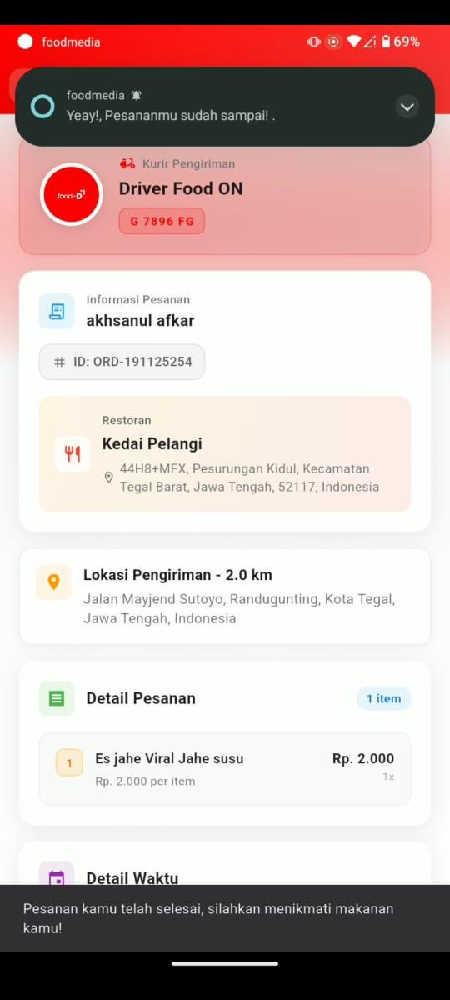 foodmedia
69%
foodmedia
Yeay!, Pesananmu sudah sampai! .
Kurir Pengiriman
Driver Food ON
food-D'1
G 7896 FG
Informasi Pesanan
akhsanul afkar
# ID: ORD-191125254
Restoran
Kedai Pelangi
44H8+MFX, Pesurungan Kidul, Kecamatan
Tegal Barat, Jawa Tengah, 52117, Indonesia
Lokasi Pengiriman - 2.0 km
Jalan Mayjend Sutoyo, Randugunting, Kota Tegal,
Jawa Tengah, Indonesia
Detail Pesanan
1 item
1
Es jahe Viral Jahe susu
Rp. 2.000
Rp. 2.000 per item
1x
Detail Waktu
Pesanan kamu telah selesai, silahkan menikmati makanan
kamu!